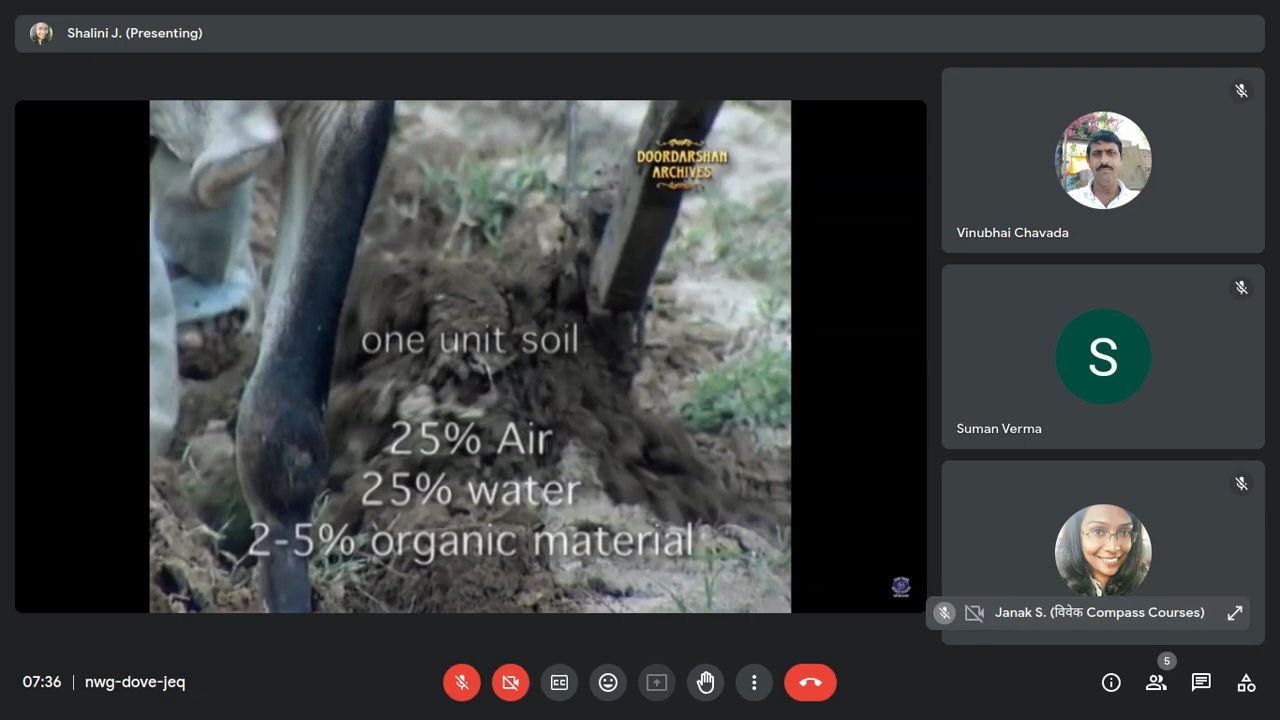 Shalini J. (Presenting)
DOORDARSHAN
ARCHIVES
one unit soil
25% Air
25% water
2-5% organic material
Vinubhai Chavada
S
Suman Verma
Janak S. (विवेक Compass Courses)
07:36 | nwg-dove-jeq
CC
5